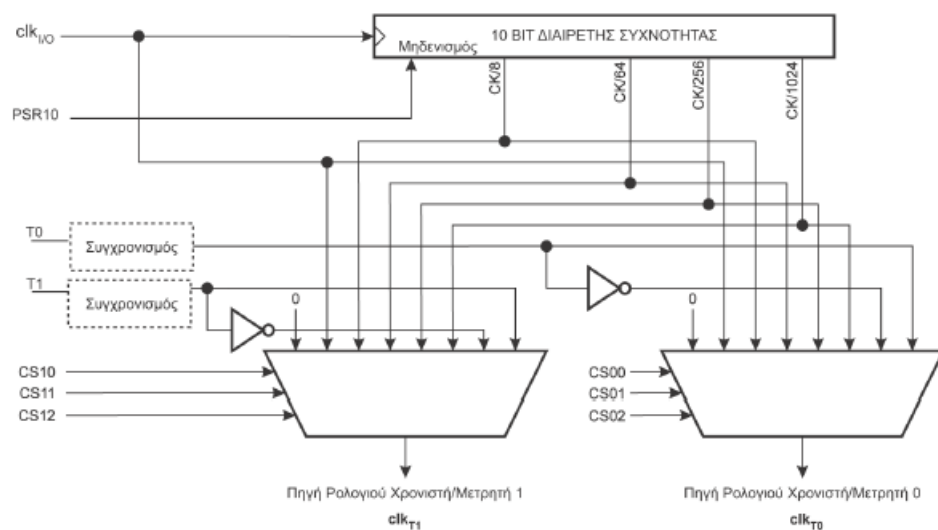 clkI/O
10 BIT ΔΙΑΙΡΕΤΗΣ ΣΥΧΝΟΤΗΤΑΣ
Μηδενισμός
CK/8
CK/64
CK/256
CK/1024
PSR10
T0
Συγχρονισμός
T1
Συγχρονισμός
0
0
CS10
CS11
CS12
CS00
CS01
CS02
Πηγή Ρολογιού Χρονιστή/Μετρητή 1
clkT1
Πηγή Ρολογιού Χρονιστή/Μετρητή 0
clkT0